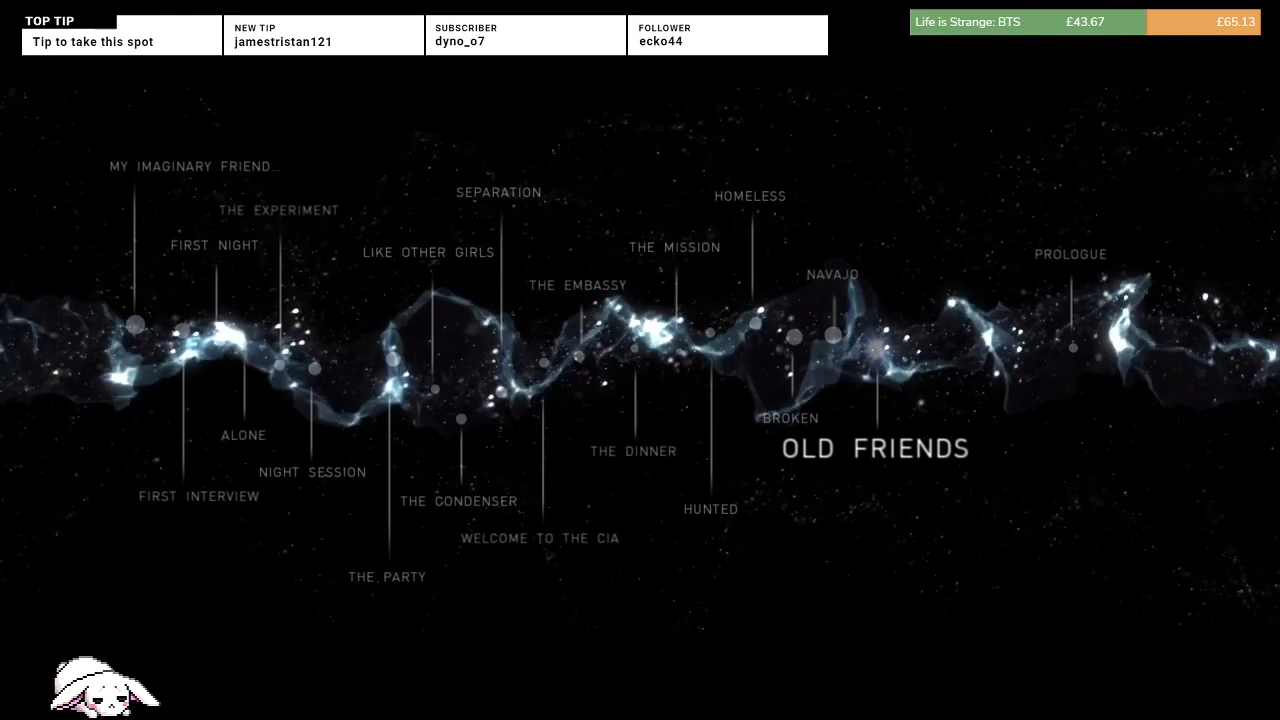 TOP TIP
Tip to take this spot
NEW TIP
jamestristan121
SUBSCRIBER
dyno_o7
FOLLOWER
ecko44
Life is Strange: BTS £43.67 £65.13
MY IMAGINARY FRIEND...
SEPARATION
HOMELESS
THE EXPERIMENT
FIRST NIGHT
LIKE OTHER GIRLS
THE MISSION
PROLOGUE
NAVAJO
THE EMBASSY
BROKEN
ALONE
OLD FRIENDS
THE DINNER
NIGHT SESSION
FIRST INTERVIEW
THE CONDENSER
HUNTED
WELCOME TO THE CIA
THE PARTY